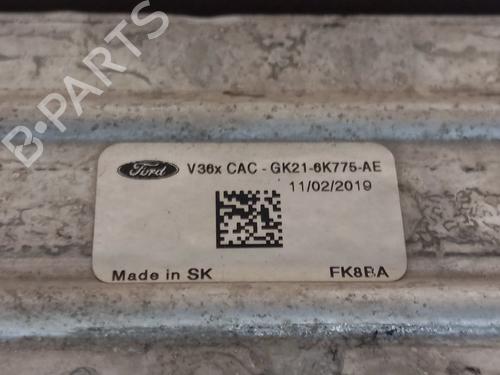 Ford V36x CAC - GK21-6K775-AE
11/02/2019
Made in SK FK8BA
B-PARTS